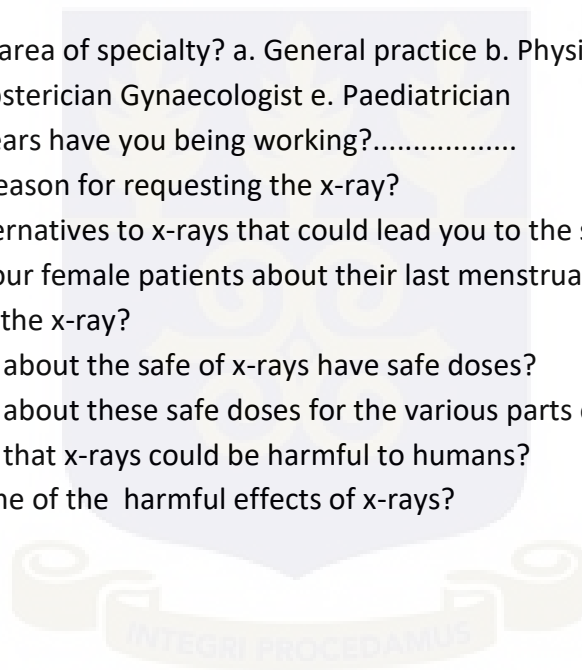 area of specialty? a. General practice b. Physi
sterician Gynaecologist e. Paediatrician
ears have you being working?..................
eason for requesting the x-ray?
ernatives to x-rays that could lead you to the s
our female patients about their last menstrua
the x-ray?
about the safe of x-rays have safe doses?
about these safe doses for the various parts
that x-rays could be harmful to humans?
ne of the harmful effects of x-rays?
INTEGRI PROCEDAMUS